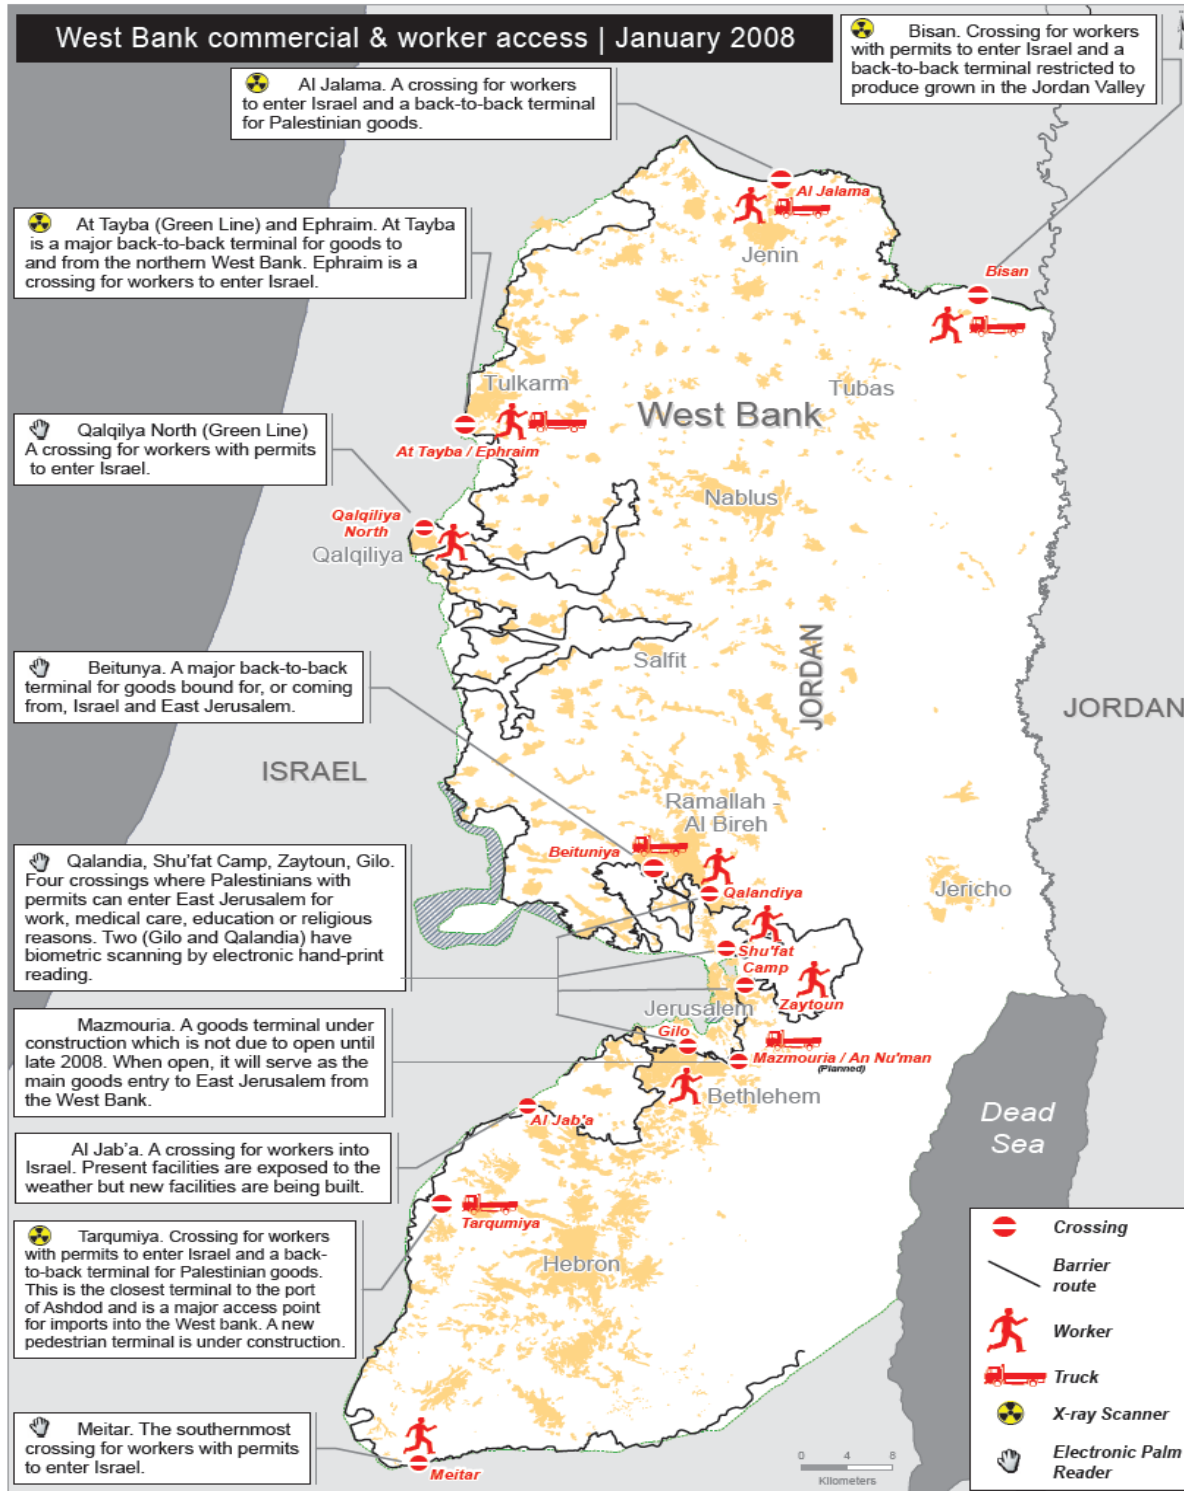 West Bank commercial & worker access | January 2008
Bisan. Crossing for workers
with permits to enter Israel and a
back-to-back terminal restricted to
produce grown in the Jordan Valley
Al Jalama. A crossing for workers
to enter Israel and a back-to-back terminal
for Palestinian goods.
At Tayba (Green Line) and Ephraim. At Tayba
is a major back-to-back terminal for goods to
and from the northern West Bank. Ephraim is a
crossing for workers to enter Israel.
Qalqilya North (Green Line)
A crossing for workers with permits
to enter Israel.
Beitunya. A major back-to-back
terminal for goods bound for, or coming
from, Israel and East Jerusalem.
Qalandia, Shu'fat Camp, Zaytoun, Gilo.
Four crossings where Palestinians with
permits can enter East Jerusalem for
work, medical care, education or religious
reasons. Two (Gilo and Qalandia) have
biometric scanning by electronic hand-print
reading.
Mazmouria. A goods terminal under
construction which is not due to open until
late 2008. When open, it will serve as the
main goods entry to East Jerusalem from
the West Bank.
Al Jab'a. A crossing for workers into
Israel. Present facilities are exposed to the
weather but new facilities are being built.
Tarqumiya. Crossing for workers
with permits to enter Israel and a back-
to-back terminal for Palestinian goods.
This is the closest terminal to the port
of Ashdod and is a major access point
for imports into the West bank. A new
pedestrian terminal is under construction.
Meitar. The southernmost
crossing for workers with permits
to enter Israel.
Al Jalama
Jenin
Bisan
Tulkarm
Tubas
West Bank
At Tayba / Ephraim
Nablus
Qalqiliya
North
Qalqiliya
Salfit
JORDAN
JORDAN
ISRAEL
Ramallah -
Al Bireh
Beituniya
Qalandiya
Jericho
Shu'fat
Camp
Zaytoun
Jerusalem
Gilo
Mazmouria / An Nu'man
(Planned)
Bethlehem
Al Jab'a
Dead
Sea
Tarqumiya
Hebron
Meitar
0 4 8
Kilometers
Crossing
Barrier
route
Worker
Truck
X-ray Scanner
Electronic Palm
Reader